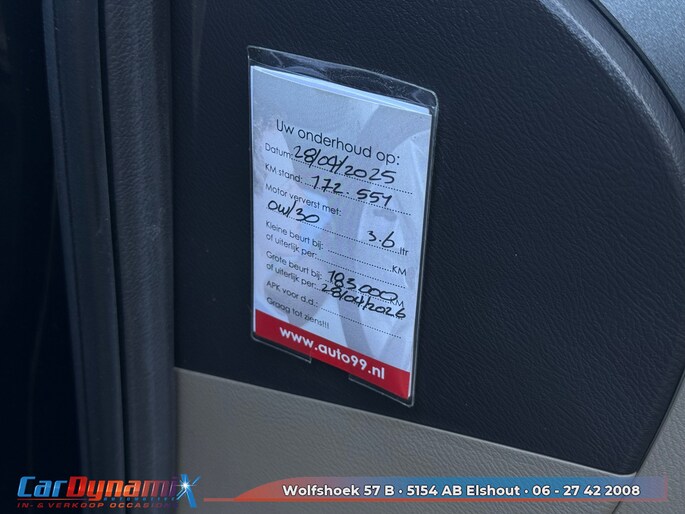 Uw onderhoud op:
Datum: 28/04/2025
KM stand: 172.551
Motor ververst met:
0W/30 3.6 ltr
Kleine beurt bij:
of uiterlijk per: KM
Grote beurt bij: 183000 KM
of uiterlijk per: 28/04/2026
APK voor d.d.:
Graag tot ziens!!!
www.auto99.nl
CarDynamiX
IN- & VERKOOP OCCASIONS
Wolfshoek 57 B • 5154 AB Elshout • 06 - 27 42 2008